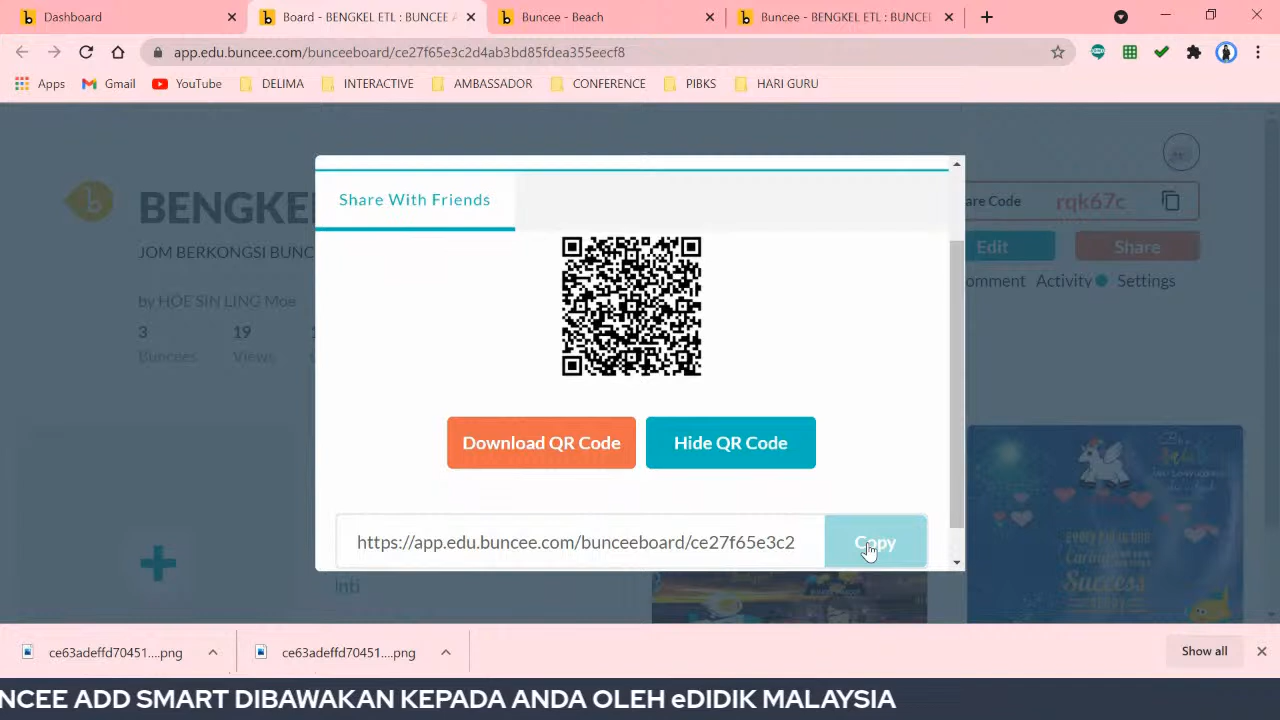 Dashboard
Board - BENGKEL ETL : BUNCEE A
Buncee - Beach
Buncee - BENGKEL ETL : BUNCEE
app.edu.buncee.com/bunceeboard/ce27f65e3c2d4ab3bd85fdea355eecf8
Apps
Gmail
YouTube
DELIMA
INTERACTIVE
AMBASSADOR
CONFERENCE
PIBKS
HARI GURU
BENGKEL
JOM BERKONGSI BUNC
by HOE SIN LING Moe
3
19
Buncees
Views
Share With Friends
are Code
rqk67c
Edit
Share
omment
Activity
Settings
Download QR Code
Hide QR Code
https://app.edu.buncee.com/bunceeboard/ce27f65e3c2
Copy
Inti
Success
ce63adeffd70451....png
ce63adeffd70451....png
Show all
NCEE ADD SMART DIBAWAKAN KEPADA ANDA OLEH eDIDIK MALAYSIA